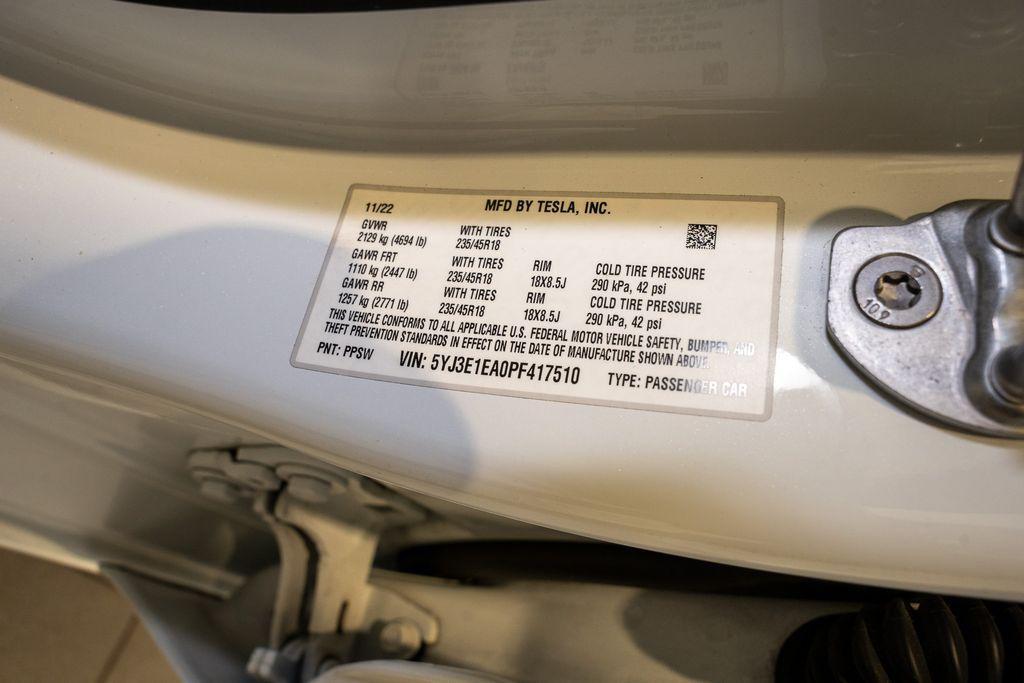 11/22 MFD BY TESLA, INC.
GVWR WITH TIRES
2129 kg (4694 lb) 235/45R18
GAWR FRT WITH TIRES RIM COLD TIRE PRESSURE
1110 kg (2447 lb) 235/45R18 18X8.5J 290 kPa, 42 psi
GAWR RR WITH TIRES RIM COLD TIRE PRESSURE
1257 kg (2771 lb) 235/45R18 18X8.5J 290 kPa, 42 psi
THIS VEHICLE CONFORMS TO ALL APPLICABLE U.S. FEDERAL MOTOR VEHICLE SAFETY, BUMPER, AND
THEFT PREVENTION STANDARDS IN EFFECT ON THE DATE OF MANUFACTURE SHOWN ABOVE.
PNT: PPSW VIN: 5YJ3E1EA0PF417510 TYPE: PASSENGER CAR
10.9